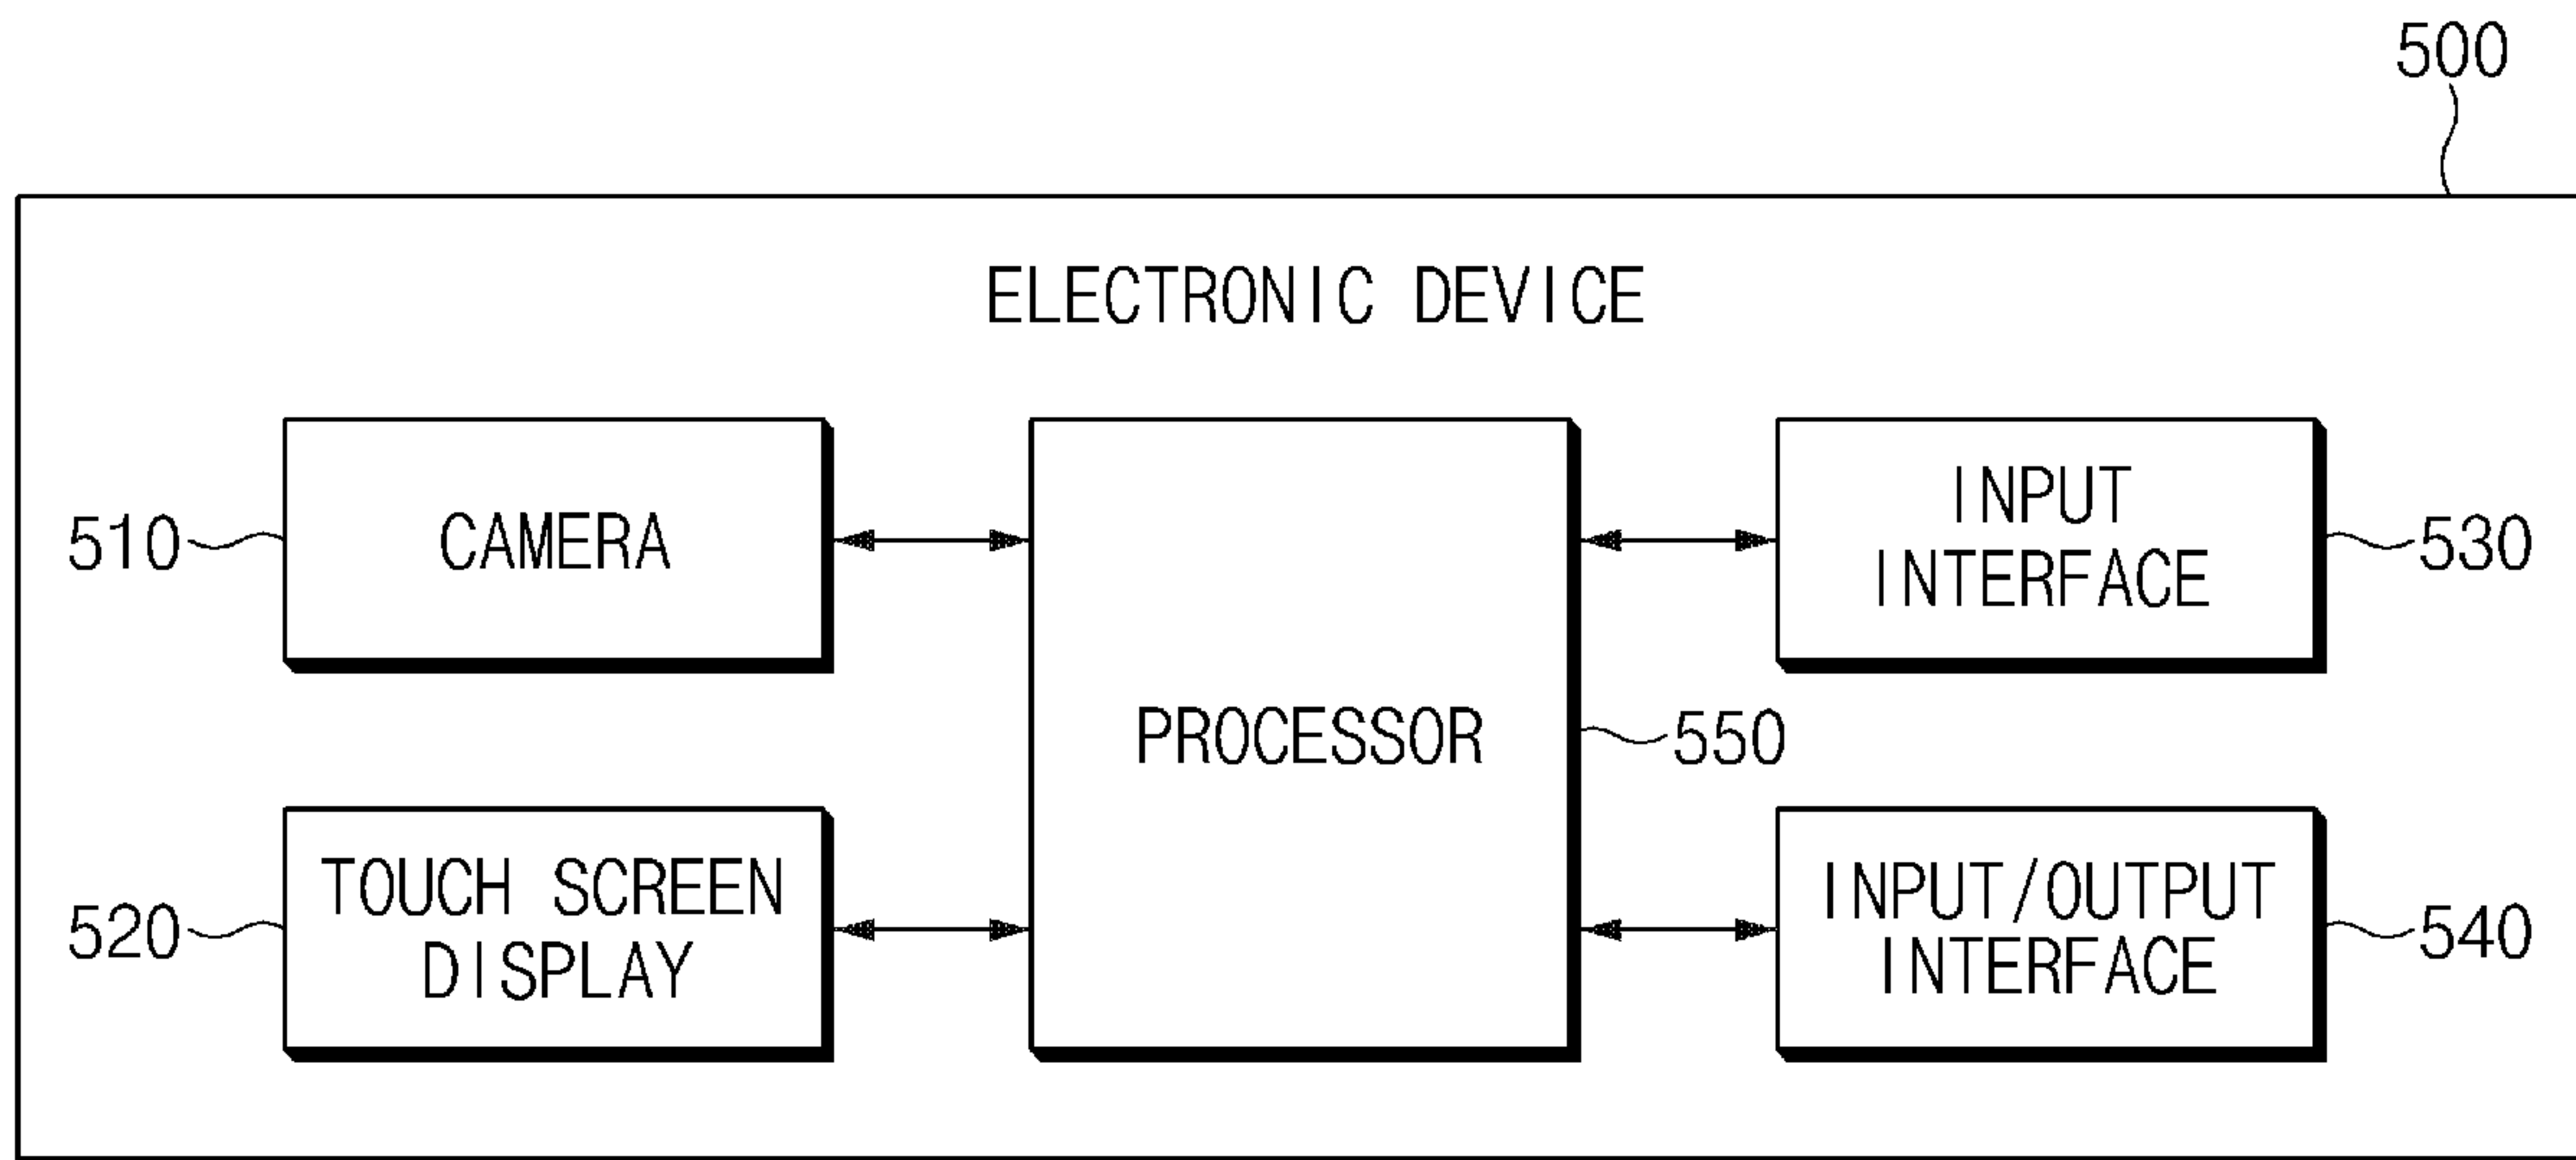 500
ELECTRONIC DEVICE
510
CAMERA
INPUT
INTERFACE
530
PROCESSOR
550
520
TOUCH SCREEN
DISPLAY
INPUT/OUTPUT
INTERFACE
540